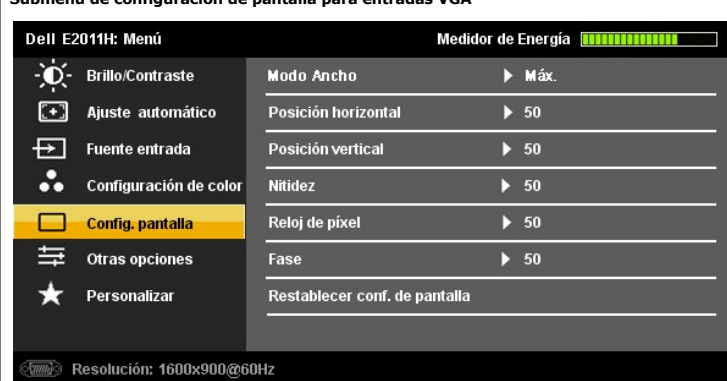 Submenú de configuración de pantalla para entradas VGA
Dell E2011H: Menú Medidor de Energía
Brillo/Contraste Modo Ancho Máx.
Ajuste automático Posición horizontal 50
Fuente entrada Posición vertical 50
Configuración de color Nitidez 50
Config. pantalla Reloj de píxel 50
Otras opciones Fase 50
Personalizar Restablecer conf. de pantalla
Resolución: 1600x900@60Hz